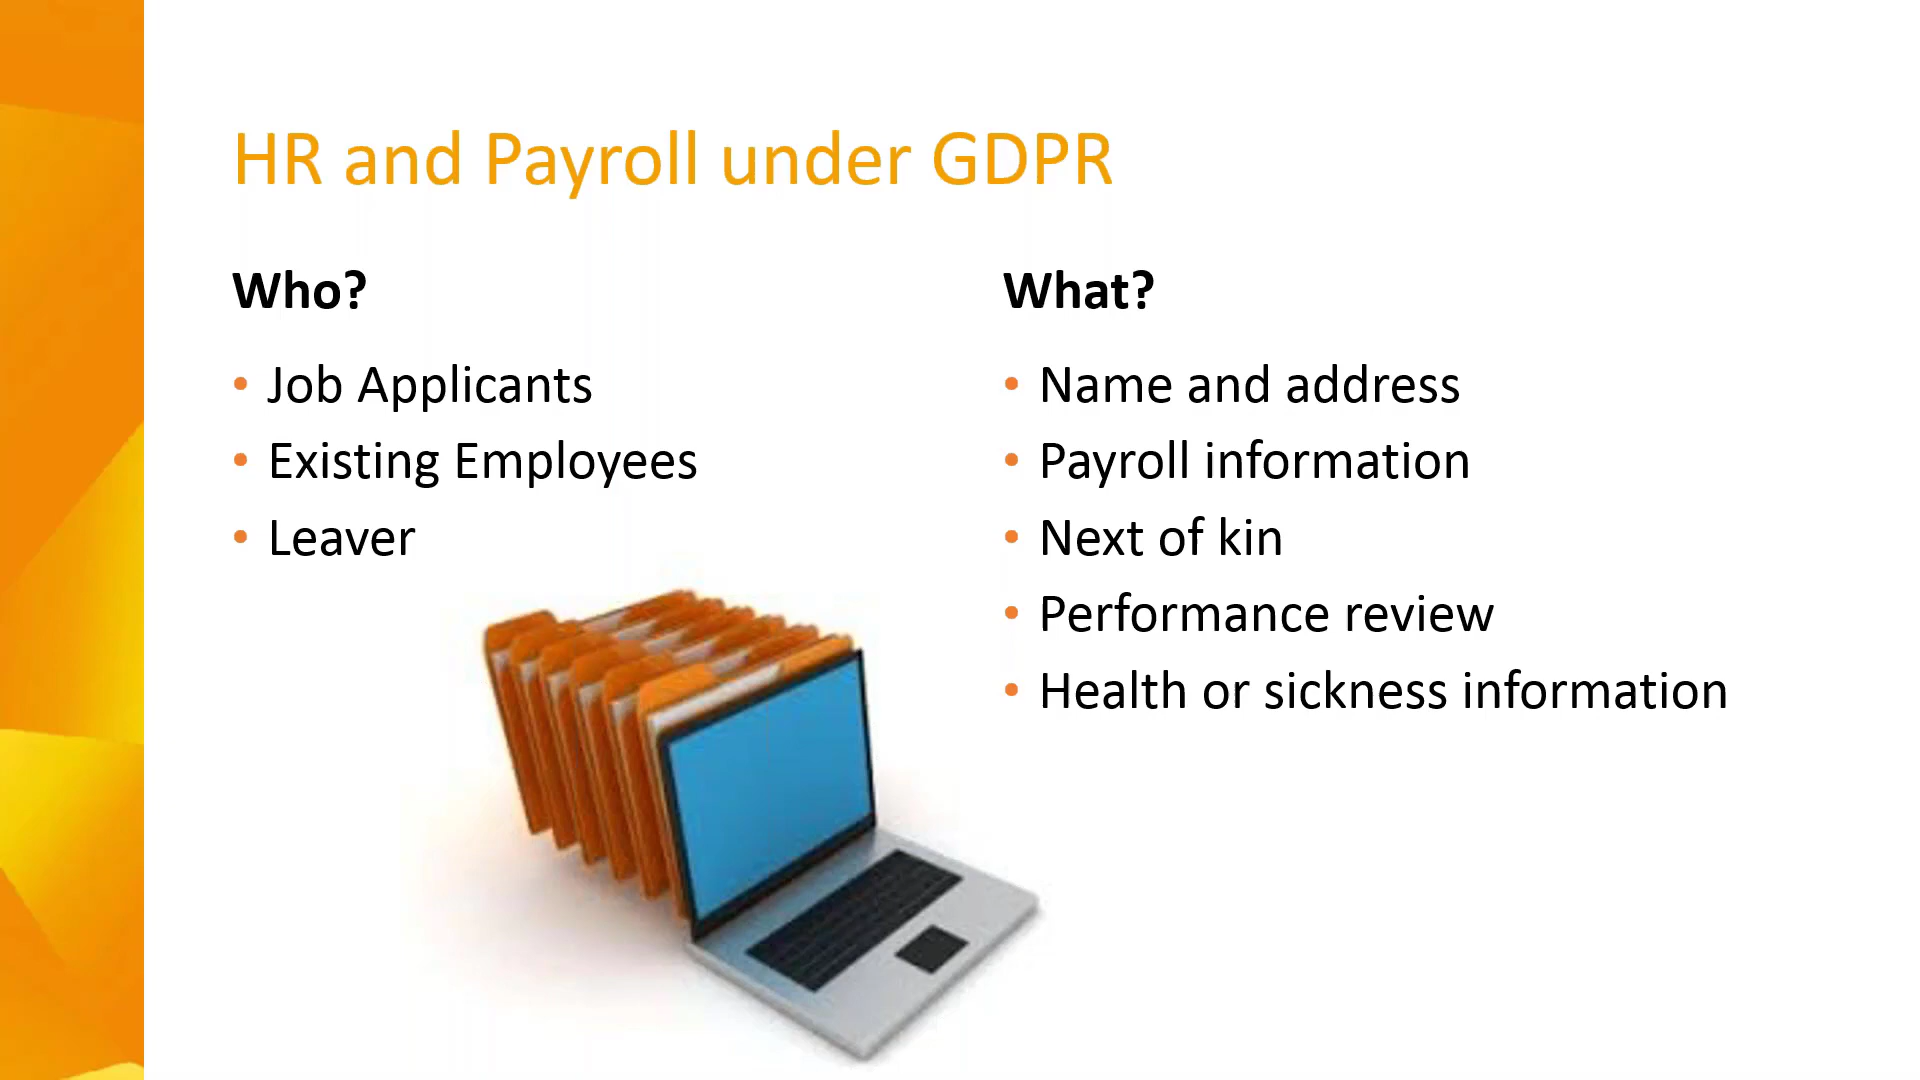 HR and Payroll under GDPR
Who?
• Job Applicants
• Existing Employees
• Leaver
What?
• Name and address
• Payroll information
• Next of kin
• Performance review
• Health or sickness information